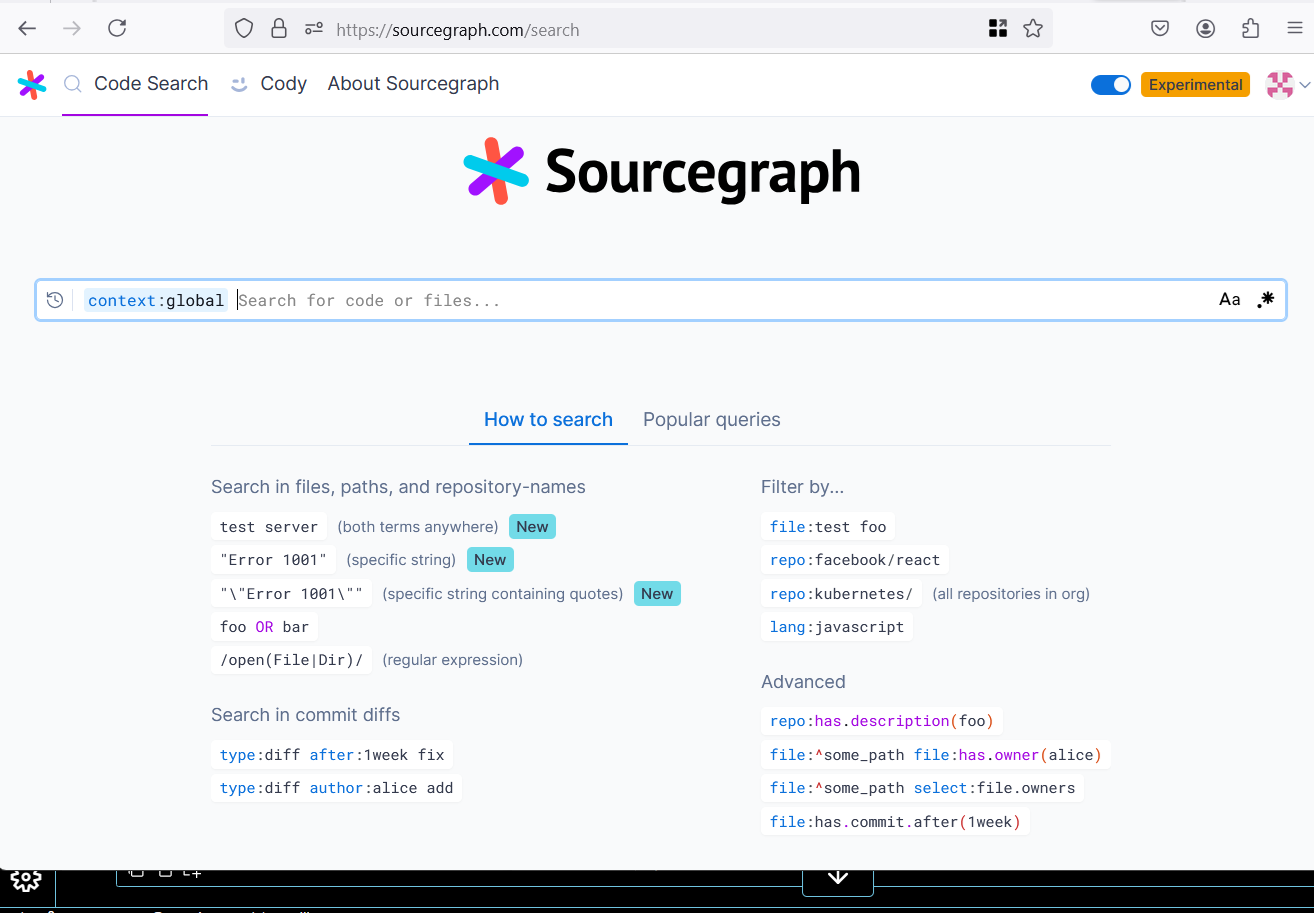 https://sourcegraph.com/search
Code Search Cody About Sourcegraph Experimental
Sourcegraph
context:global Search for code or files... Aa .*
How to search Popular queries
Search in files, paths, and repository-names
test server (both terms anywhere) New
"Error 1001" (specific string) New
"\"Error 1001\"" (specific string containing quotes) New
foo OR bar
/open(File|Dir)/ (regular expression)
Search in commit diffs
type:diff after:1week fix
type:diff author:alice add
Filter by...
file:test foo
repo:facebook/react
repo:kubernetes/ (all repositories in org)
lang:javascript
Advanced
repo:has.description(foo)
file:^some_path file:has.owner(alice)
file:^some_path select:file.owners
file:has.commit.after(1week)